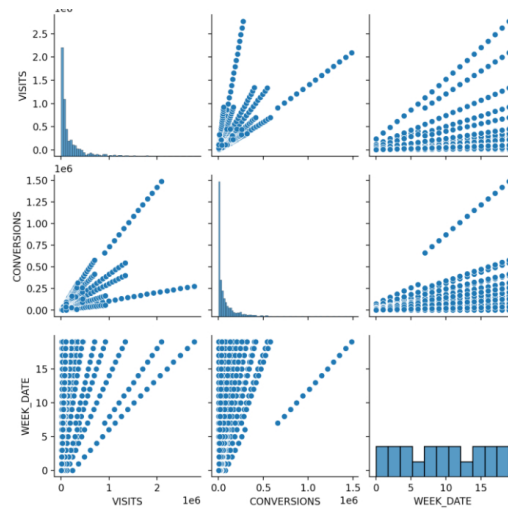 1e6
VISITS
2.5
2.0
1.5
1.0
0.5
0.0
1e6
CONVERSIONS
1.50
1.25
1.00
0.75
0.50
0.25
0.00
WEEK_DATE
15
10
5
0
0 1 2 1e6
VISITS
0.0 0.5 1.0 1.5 1e6
CONVERSIONS
0 5 10 15
WEEK_DATE